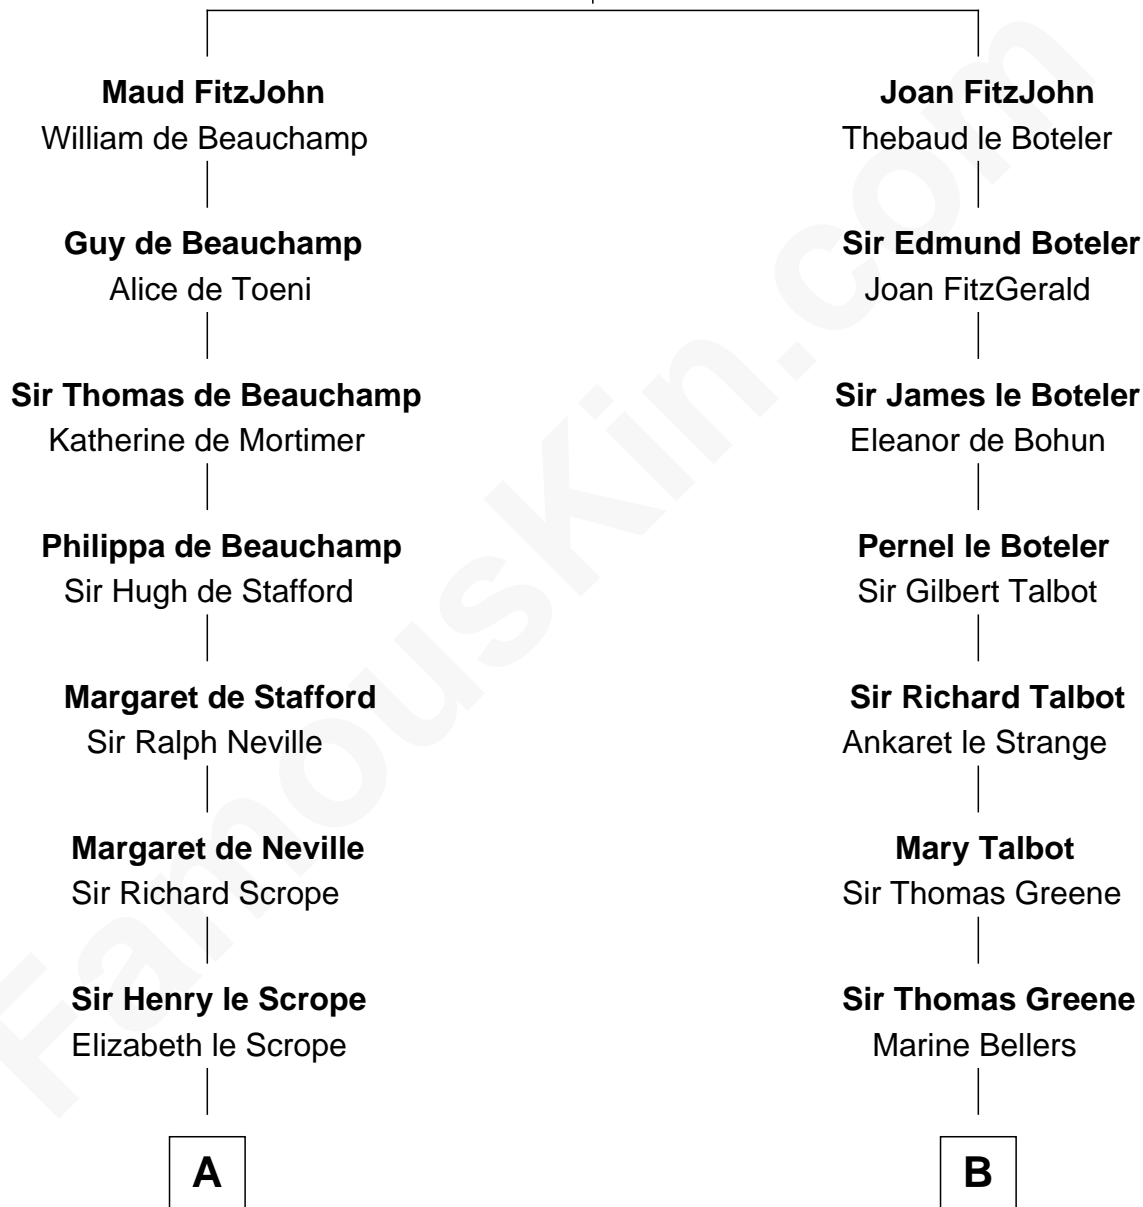 Maud FitzJohn
William de Beauchamp
Guy de Beauchamp
Alice de Toeni
Sir Thomas de Beauchamp
Katherine de Mortimer
Philippa de Beauchamp
Sir Hugh de Stafford
Margaret de Stafford
Sir Ralph Neville
Margaret de Neville
Sir Richard Scrope
Sir Henry le Scrope
Elizabeth le Scrope
A
Joan FitzJohn
Thebaud le Boteler
Sir Edmund Boteler
Joan FitzGerald
Sir James le Boteler
Eleanor de Bohun
Pernel le Boteler
Sir Gilbert Talbot
Sir Richard Talbot
Ankaret le Strange
Mary Talbot
Sir Thomas Greene
Sir Thomas Greene
Marine Bellers
B
FamousKin.com